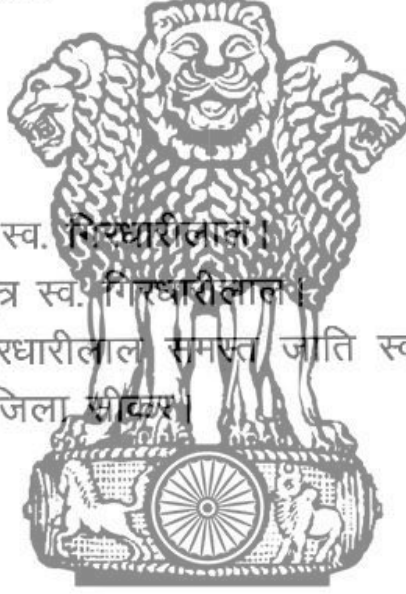 स्व. गिरधारीलाल।
त्र स्व. गिरधारीलाल।
रधारीलाल समस्त जाति स्व
जिला सीकर।